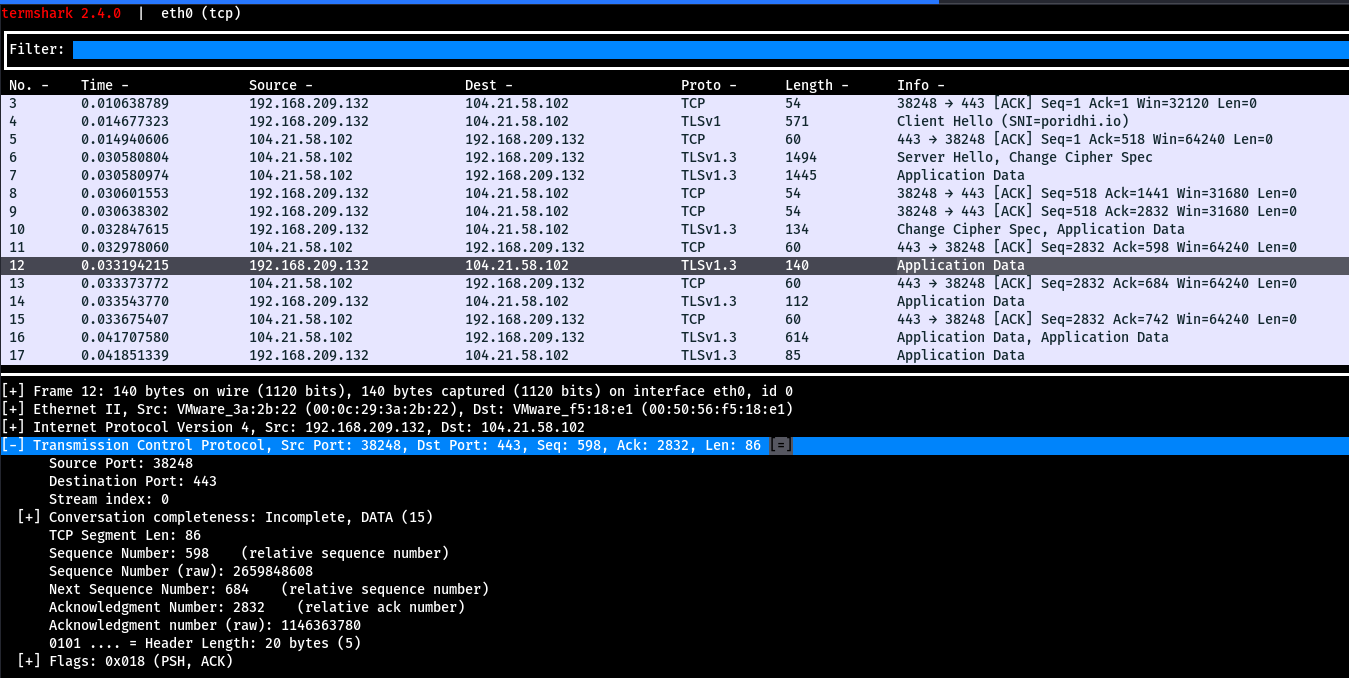 termshark 2.4.0 | eth0 (tcp)
Filter:
No. - Time - Source - Dest - Proto - Length - Info -
3 0.010638789 192.168.209.132 104.21.58.102 TCP 54 38248 → 443 [ACK] Seq=1 Ack=1 Win=32120 Len=0
4 0.014677323 192.168.209.132 104.21.58.102 TLSv1 571 Client Hello (SNI=poridhi.io)
5 0.014940606 104.21.58.102 192.168.209.132 TCP 60 443 → 38248 [ACK] Seq=1 Ack=518 Win=64240 Len=0
6 0.030580804 104.21.58.102 192.168.209.132 TLSv1.3 1494 Server Hello, Change Cipher Spec
7 0.030580974 104.21.58.102 192.168.209.132 TLSv1.3 1445 Application Data
8 0.030601553 192.168.209.132 104.21.58.102 TCP 54 38248 → 443 [ACK] Seq=518 Ack=1441 Win=31680 Len=0
9 0.030638302 192.168.209.132 104.21.58.102 TCP 54 38248 → 443 [ACK] Seq=518 Ack=2832 Win=31680 Len=0
10 0.032847615 192.168.209.132 104.21.58.102 TLSv1.3 134 Change Cipher Spec, Application Data
11 0.032978060 104.21.58.102 192.168.209.132 TCP 60 443 → 38248 [ACK] Seq=2832 Ack=598 Win=64240 Len=0
12 0.033194215 192.168.209.132 104.21.58.102 TLSv1.3 140 Application Data
13 0.033373772 104.21.58.102 192.168.209.132 TCP 60 443 → 38248 [ACK] Seq=2832 Ack=684 Win=64240 Len=0
14 0.033543770 192.168.209.132 104.21.58.102 TLSv1.3 112 Application Data
15 0.033675407 104.21.58.102 192.168.209.132 TCP 60 443 → 38248 [ACK] Seq=2832 Ack=742 Win=64240 Len=0
16 0.041707580 104.21.58.102 192.168.209.132 TLSv1.3 614 Application Data, Application Data
17 0.041851339 192.168.209.132 104.21.58.102 TLSv1.3 85 Application Data
[+] Frame 12: 140 bytes on wire (1120 bits), 140 bytes captured (1120 bits) on interface eth0, id 0
[+] Ethernet II, Src: VMware_3a:2b:22 (00:0c:29:3a:2b:22), Dst: VMware_f5:18:e1 (00:50:56:f5:18:e1)
[+] Internet Protocol Version 4, Src: 192.168.209.132, Dst: 104.21.58.102
[-] Transmission Control Protocol, Src Port: 38248, Dst Port: 443, Seq: 598, Ack: 2832, Len: 86 [=]
Source Port: 38248
Destination Port: 443
Stream index: 0
[+] Conversation completeness: Incomplete, DATA (15)
TCP Segment Len: 86
Sequence Number: 598 (relative sequence number)
Sequence Number (raw): 2659848608
Next Sequence Number: 684 (relative sequence number)
Acknowledgment Number: 2832 (relative ack number)
Acknowledgment number (raw): 1146363780
0101 .... = Header Length: 20 bytes (5)
[+] Flags: 0x018 (PSH, ACK)